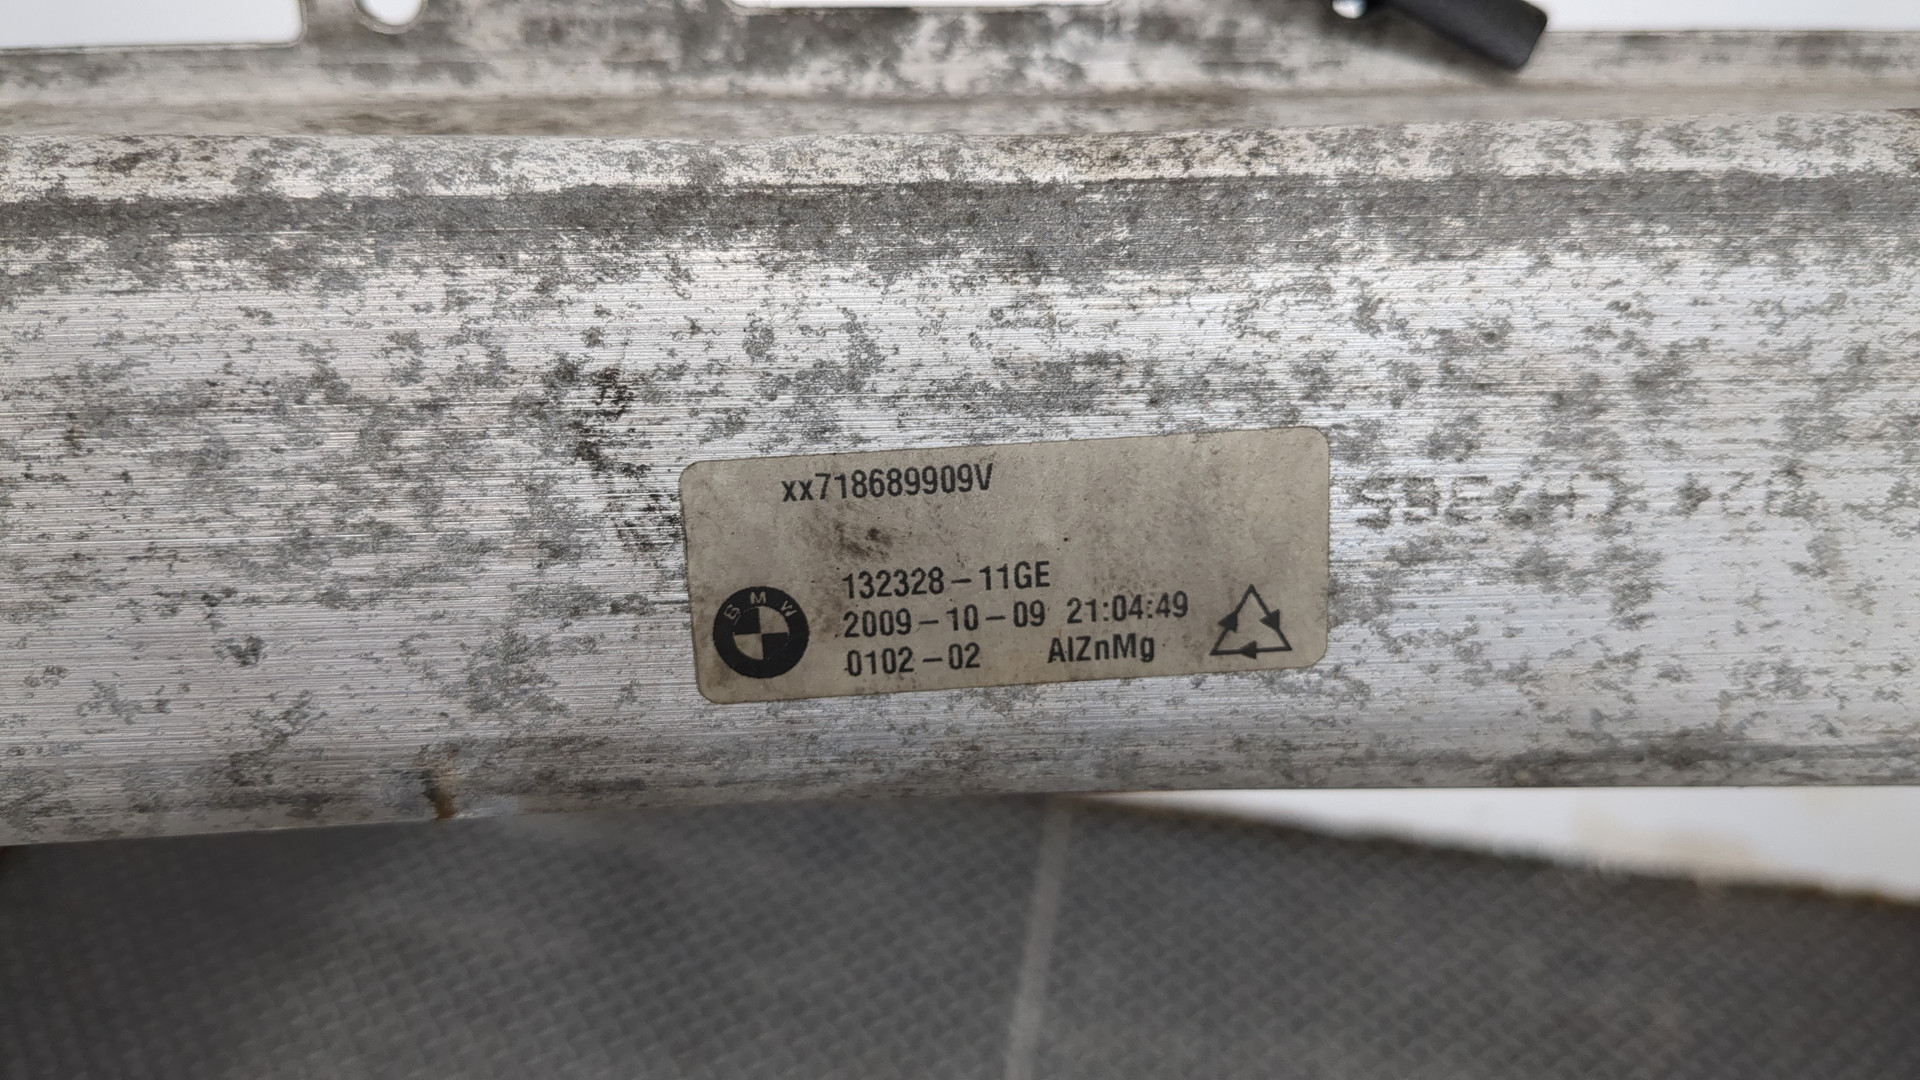 xx718689909V
132328-11GE
2009-10-09 21:04:49
0102-02 AlZnMg
BMW